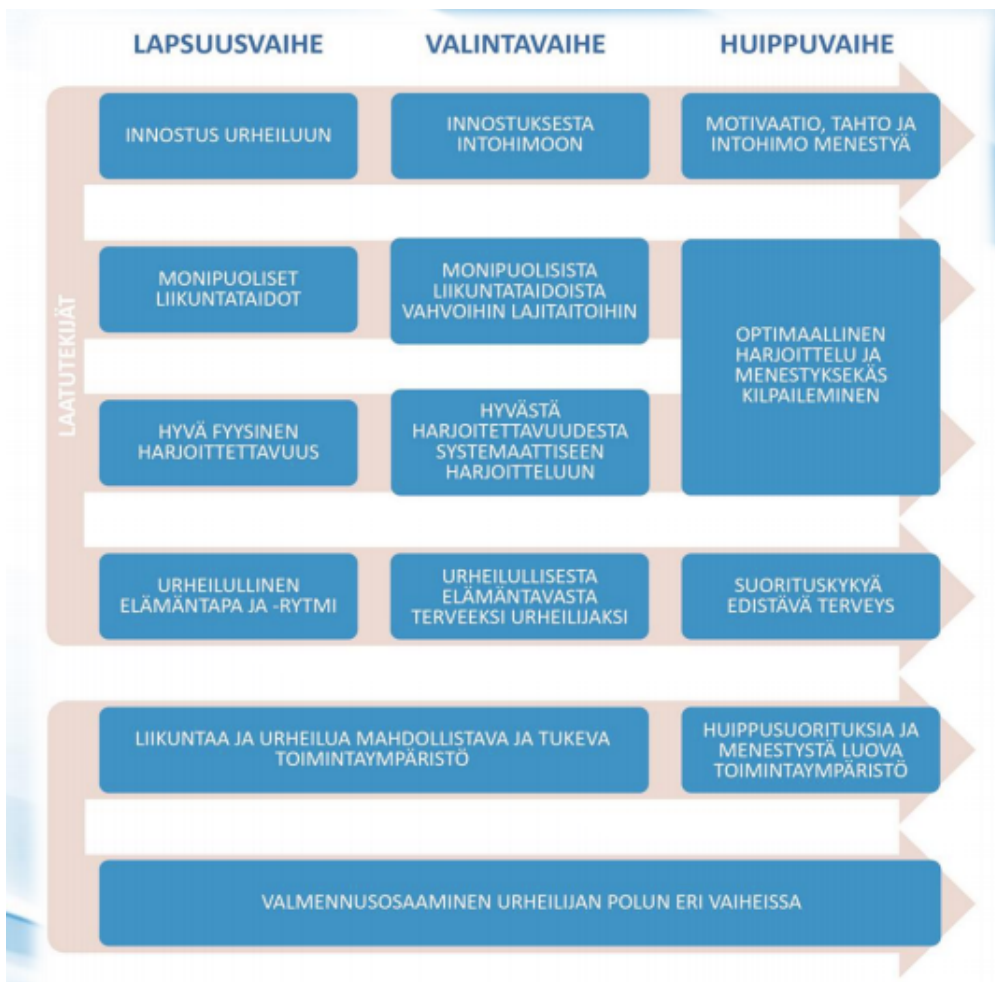 LAPSUUSVAIHE
VALINTAVAIHE
HUIPPUVAIHE
LAATUTEKIJÄT
INNOSTUS URHEILUUN
INNOSTUKSESTA
INTOHIMOON
MOTIVAATIO, TAHTO JA
INTOHIMO MENESTYÄ
MONIPUOLISET
LIIKUNTATAIDOT
MONIPUOLISISTA
LIIKUNTATAIDOISTA
VAHVOIHIN LAJITAITOIHIN
OPTIMAALLINEN
HARJOITTELU JA
MENESTYKSEKÄS
KILPAILEMINEN
HYVÄ FYYSINEN
HARJOITTETTAVUUS
HYVÄSTÄ
HARJOITETTAVUUDESTA
SYSTEMAATTISEEN
HARJOITTELUUN
URHEILULLINEN
ELÄMÄNTAPA JA -RYTMI
URHEILULLISESTA
ELÄMÄNTAVASTA
TERVEEKSI URHEILIJAKSI
SUORITUSKYKYÄ
EDISTÄVÄ TERVEYS
LIIKUNTAA JA URHEILUA MAHDOLLISTAVA JA TUKEVA
TOIMINTAYMPÄRISTÖ
HUIPPUSUORITUKSIA JA
MENESTYSTÄ LUOVA
TOIMINTAYMPÄRISTÖ
VALMENNUSOSAAMINEN URHEILIJAN POLUN ERI VAIHEISSA